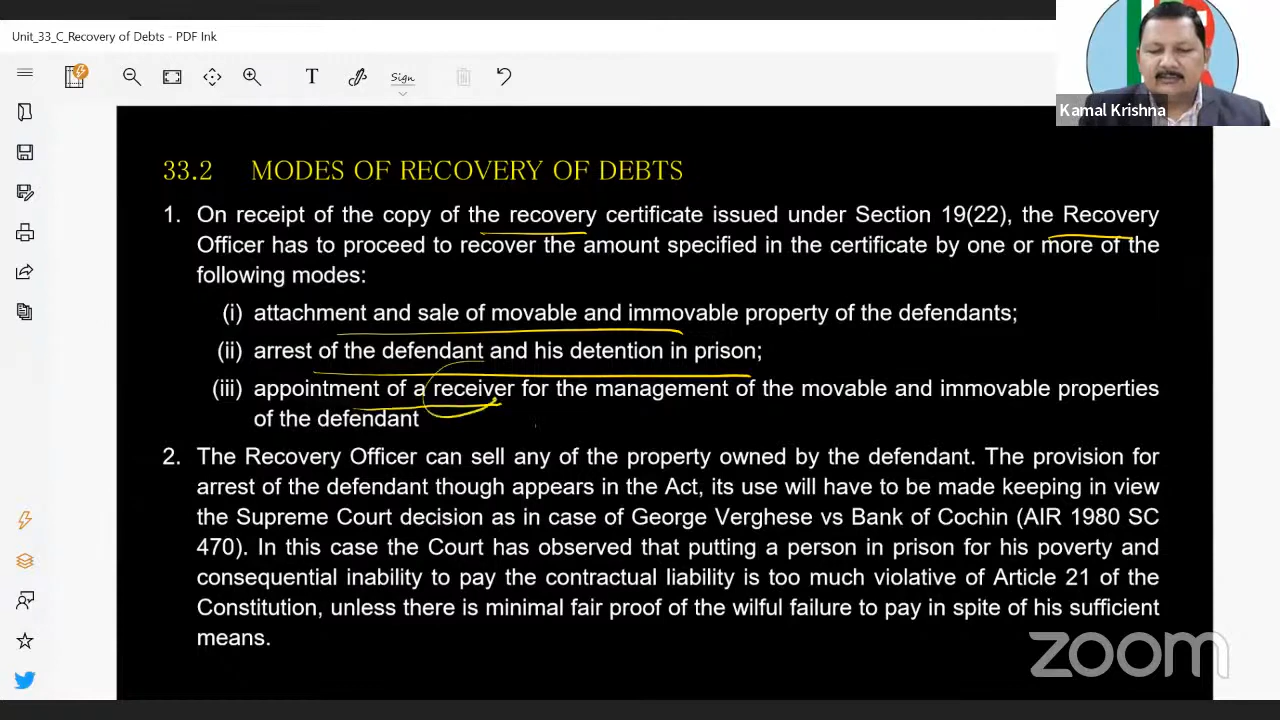 Unit_33_C_Recovery of Debts - PDF Ink
T
Sign
Kamal Krishna
33.2 MODES OF RECOVERY OF DEBTS
1. On receipt of the copy of the recovery certificate issued under Section 19(22), the Recovery
Officer has to proceed to recover the amount specified in the certificate by one or more of the
following modes:
(i) attachment and sale of movable and immovable property of the defendants;
(ii) arrest of the defendant and his detention in prison;
(iii) appointment of a receiver for the management of the movable and immovable properties
of the defendant
2. The Recovery Officer can sell any of the property owned by the defendant. The provision for
arrest of the defendant though appears in the Act, its use will have to be made keeping in view
the Supreme Court decision as in case of George Verghese vs Bank of Cochin (AIR 1980 SC
470). In this case the Court has observed that putting a person in prison for his poverty and
consequential inability to pay the contractual liability is too much violative of Article 21 of the
Constitution, unless there is minimal fair proof of the wilful failure to pay in spite of his sufficient
means.
zoom